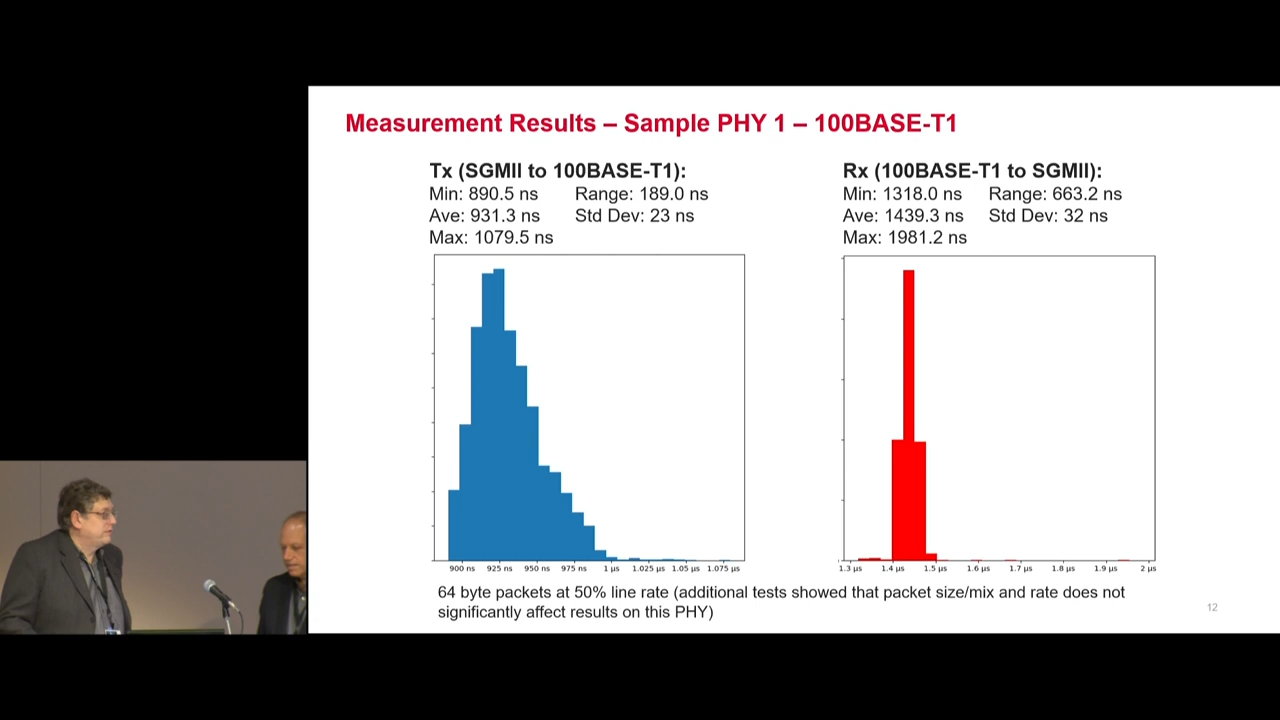 Measurement Results – Sample PHY 1 – 100BASE-T1
Tx (SGMII to 100BASE-T1):
Min: 890.5 ns Range: 189.0 ns
Ave: 931.3 ns Std Dev: 23 ns
Max: 1079.5 ns
900 ns 925 ns 950 ns 975 ns 1 µs 1.025 µs 1.05 µs 1.075 µs
Rx (100BASE-T1 to SGMII):
Min: 1318.0 ns Range: 663.2 ns
Ave: 1439.3 ns Std Dev: 32 ns
Max: 1981.2 ns
1.3 µs 1.4 µs 1.5 µs 1.6 µs 1.7 µs 1.8 µs 1.9 µs 2 µs
64 byte packets at 50% line rate (additional tests showed that packet size/mix and rate does not
significantly affect results on this PHY)
12